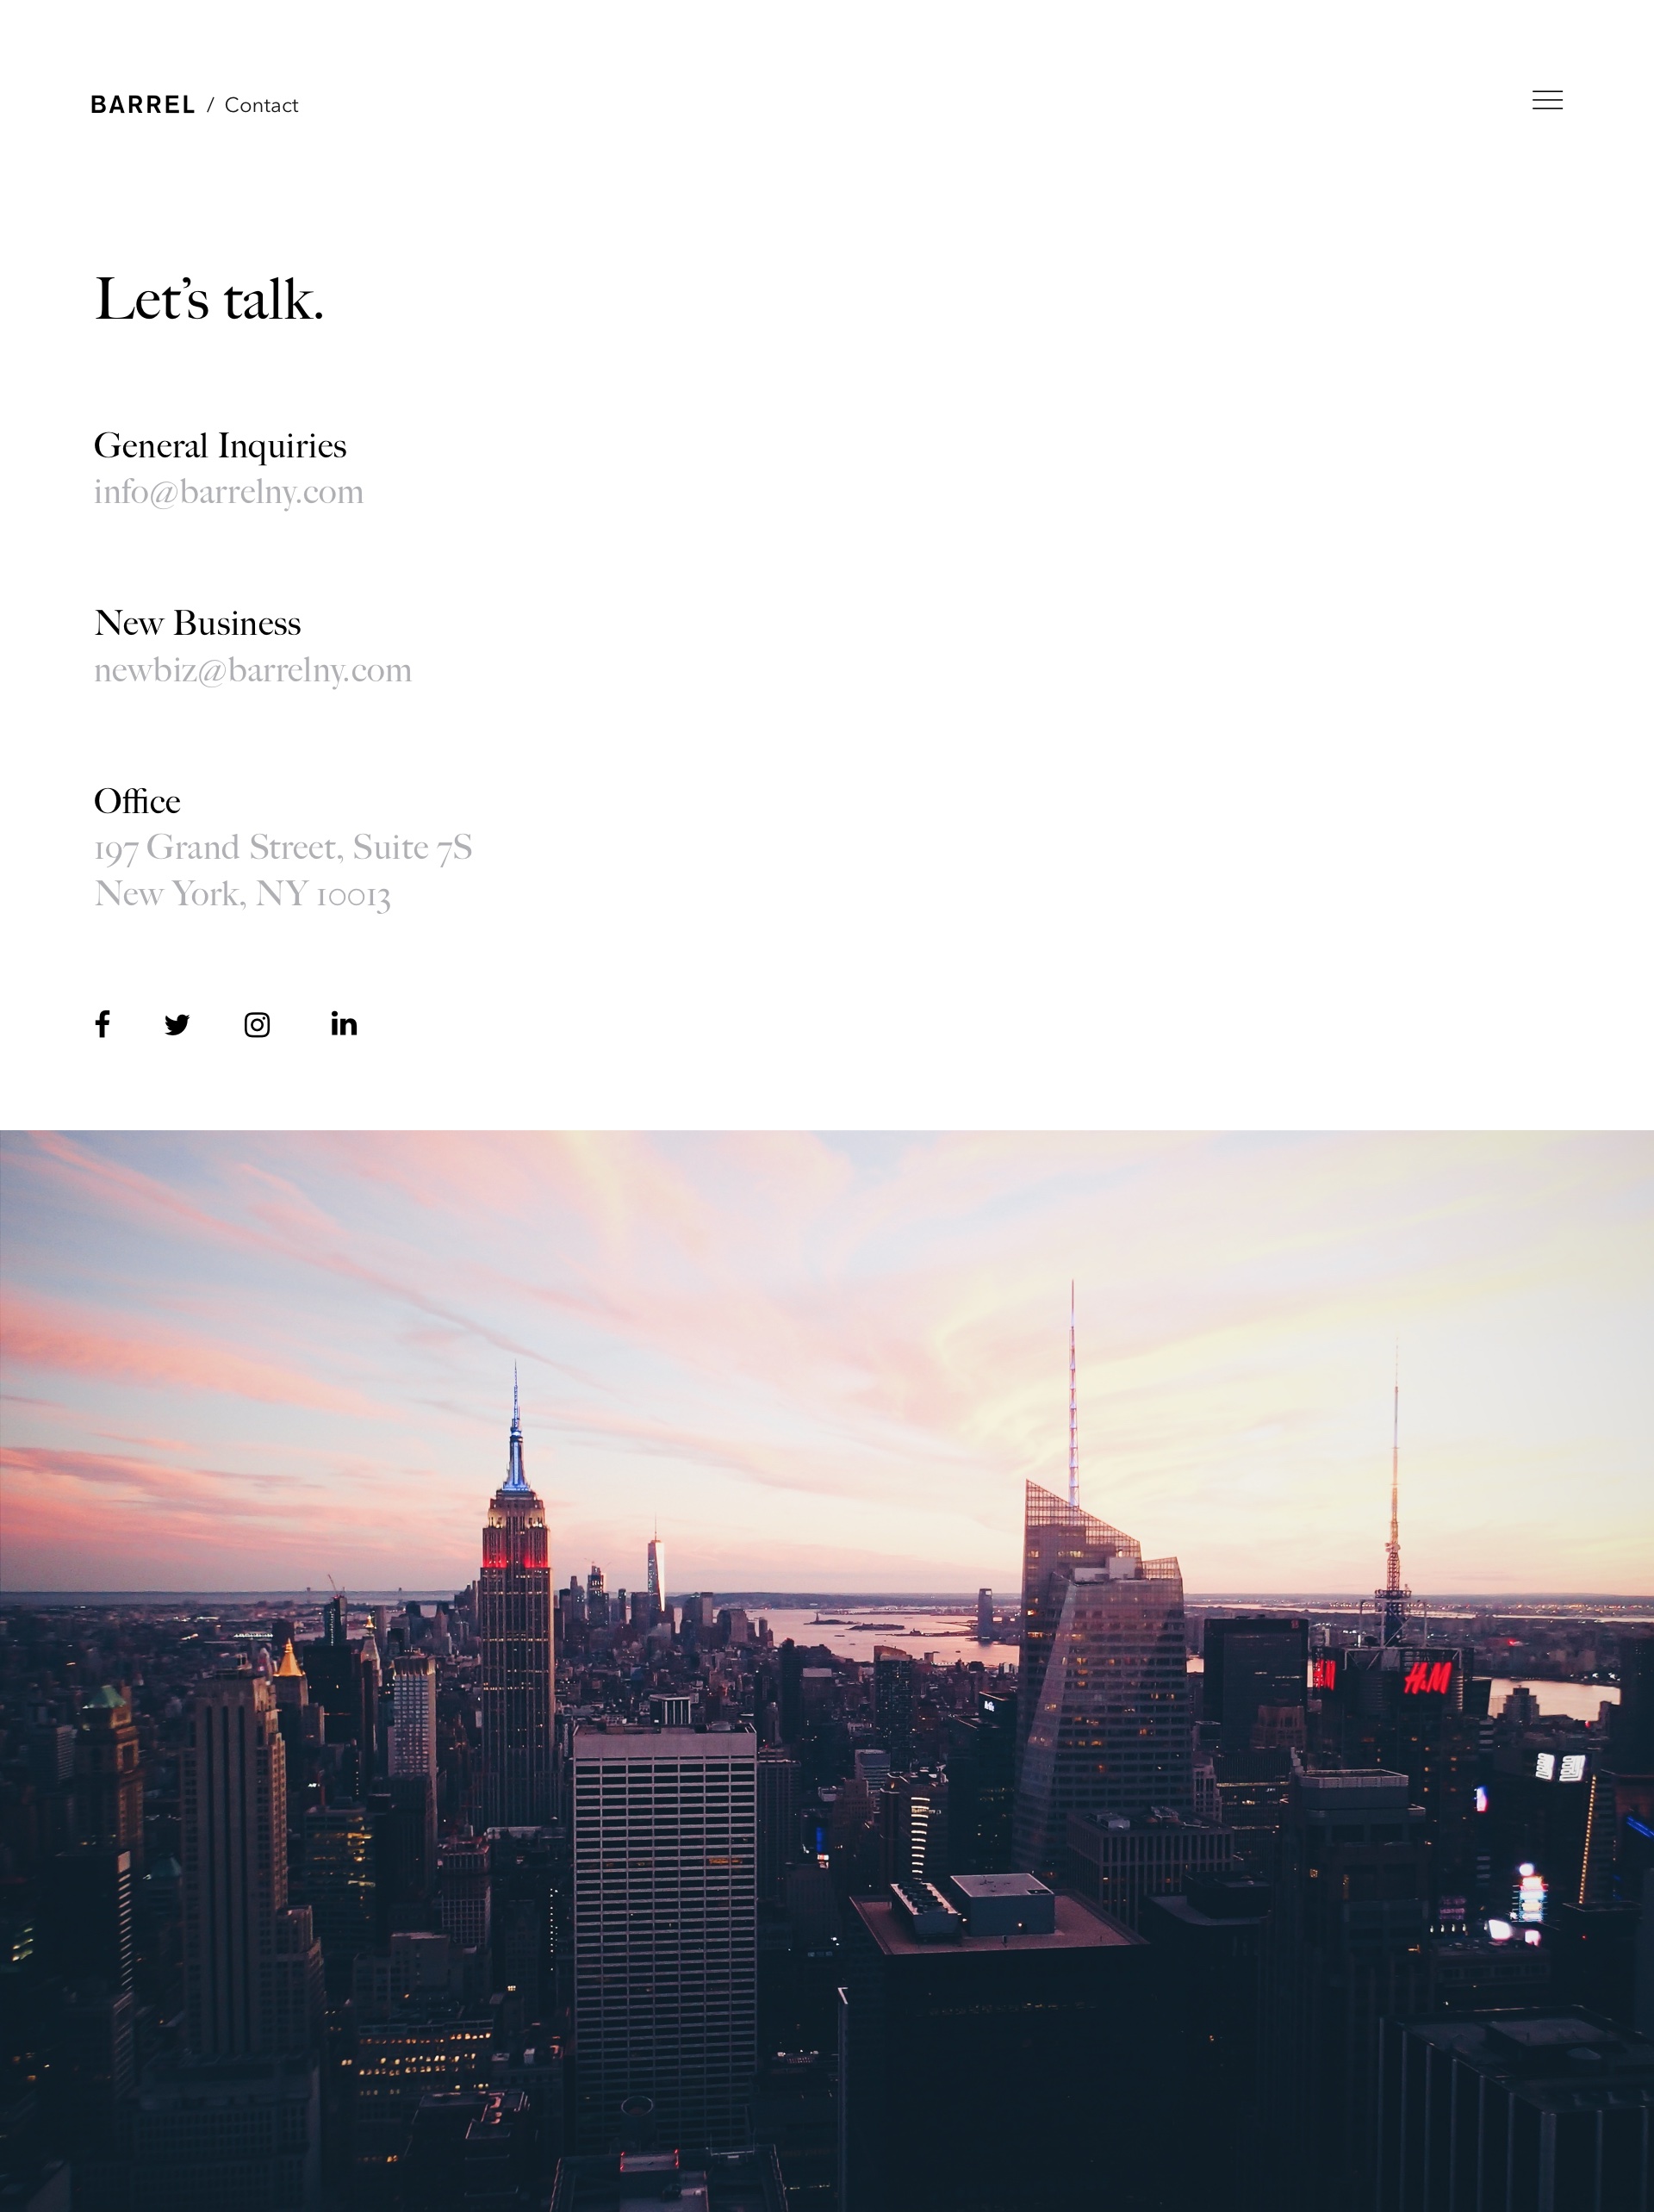 BARREL / Contact
Let's talk.
General Inquiries
info@barrelny.com
New Business
newbiz@barrelny.com
Office
197 Grand Street, Suite 7S
New York, NY 10013
f
in
H&M